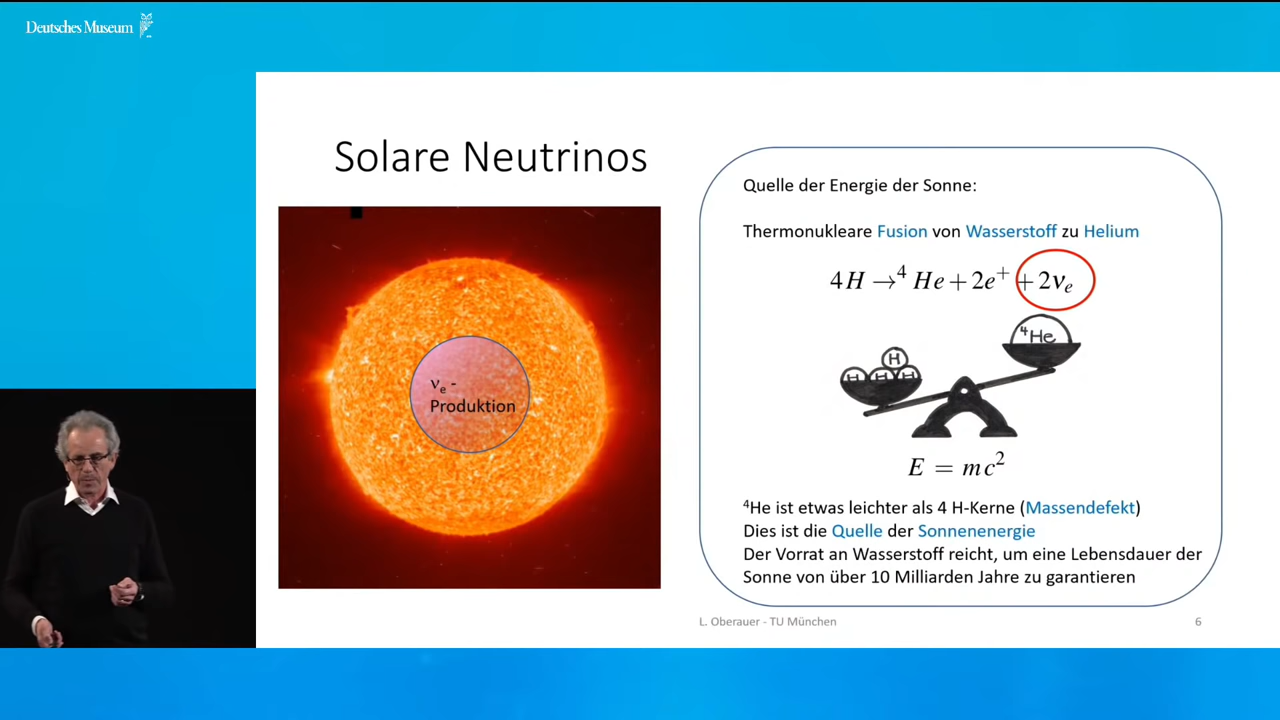 Deutsches Museum
Solare Neutrinos
νe -
Produktion
Quelle der Energie der Sonne:
Thermonukleare Fusion von Wasserstoff zu Helium
4H →⁴ He + 2e⁺ + 2νₑ
⁴He
H
H H H
E = mc²
⁴He ist etwas leichter als 4 H-Kerne (Massendefekt)
Dies ist die Quelle der Sonnenenergie
Der Vorrat an Wasserstoff reicht, um eine Lebensdauer der
Sonne von über 10 Milliarden Jahre zu garantieren
L. Oberauer - TU München
6